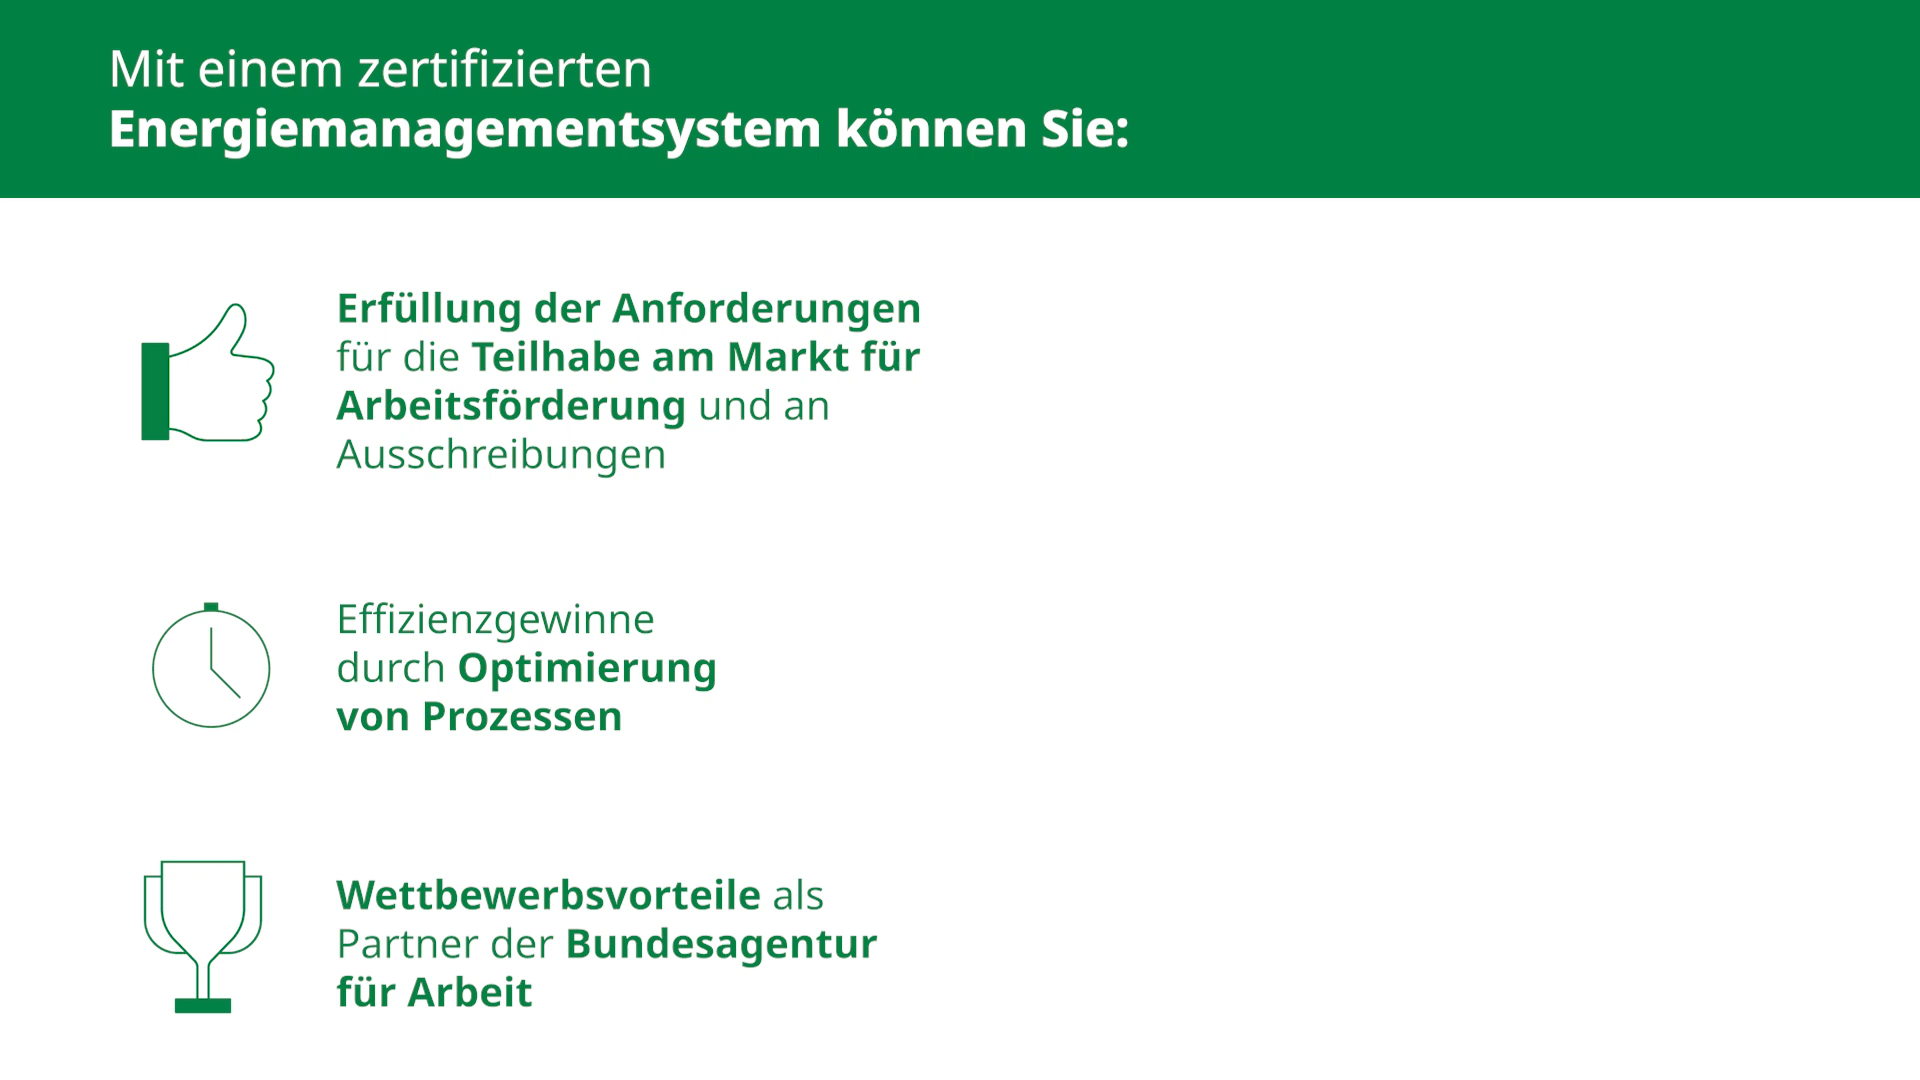 Mit einem zertifizierten
Energiemanagementsystem können Sie:
Erfüllung der Anforderungen
für die Teilhabe am Markt für
Arbeitsförderung und an
Ausschreibungen
Effizienzgewinne
durch Optimierung
von Prozessen
Wettbewerbsvorteile als
Partner der Bundesagentur
für Arbeit